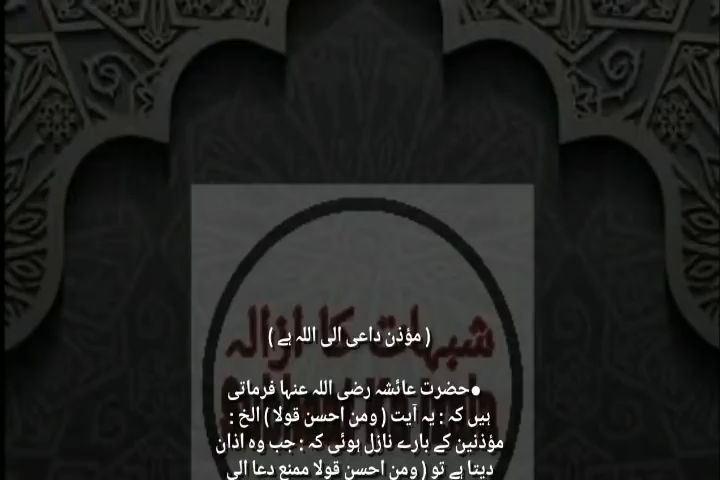 شبہات کا ازالہ
( مؤذن داعی الی اللہ ہے )
●حضرت عائشہ رضی اللہ عنہا فرماتی
ہیں کہ : یہ آیت ( ومن احسن قولا ) الخ :
مؤذنین کے بارے نازل ہوئی کہ : جب وہ اذان
دیتا ہے تو ( ومن احسن قولا ممنع دعا الی